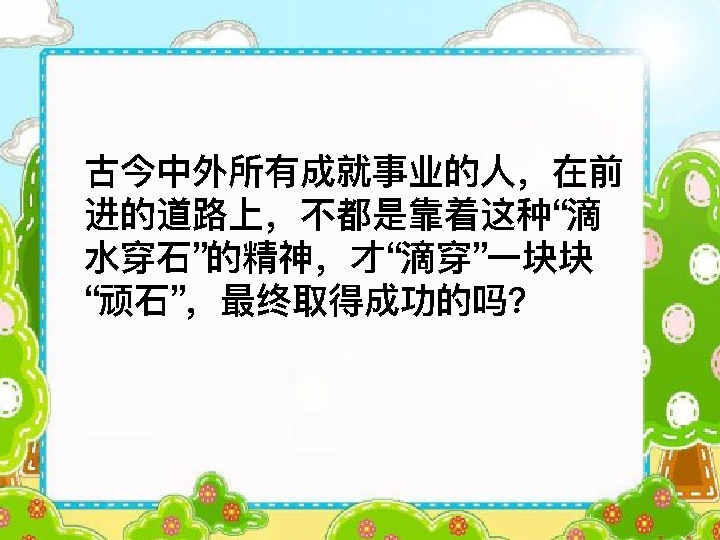 古今中外所有成就事业的人，在前
进的道路上，不都是靠着这种“滴
水穿石”的精神，才“滴穿”一块块
“顽石”，最终取得成功的吗？